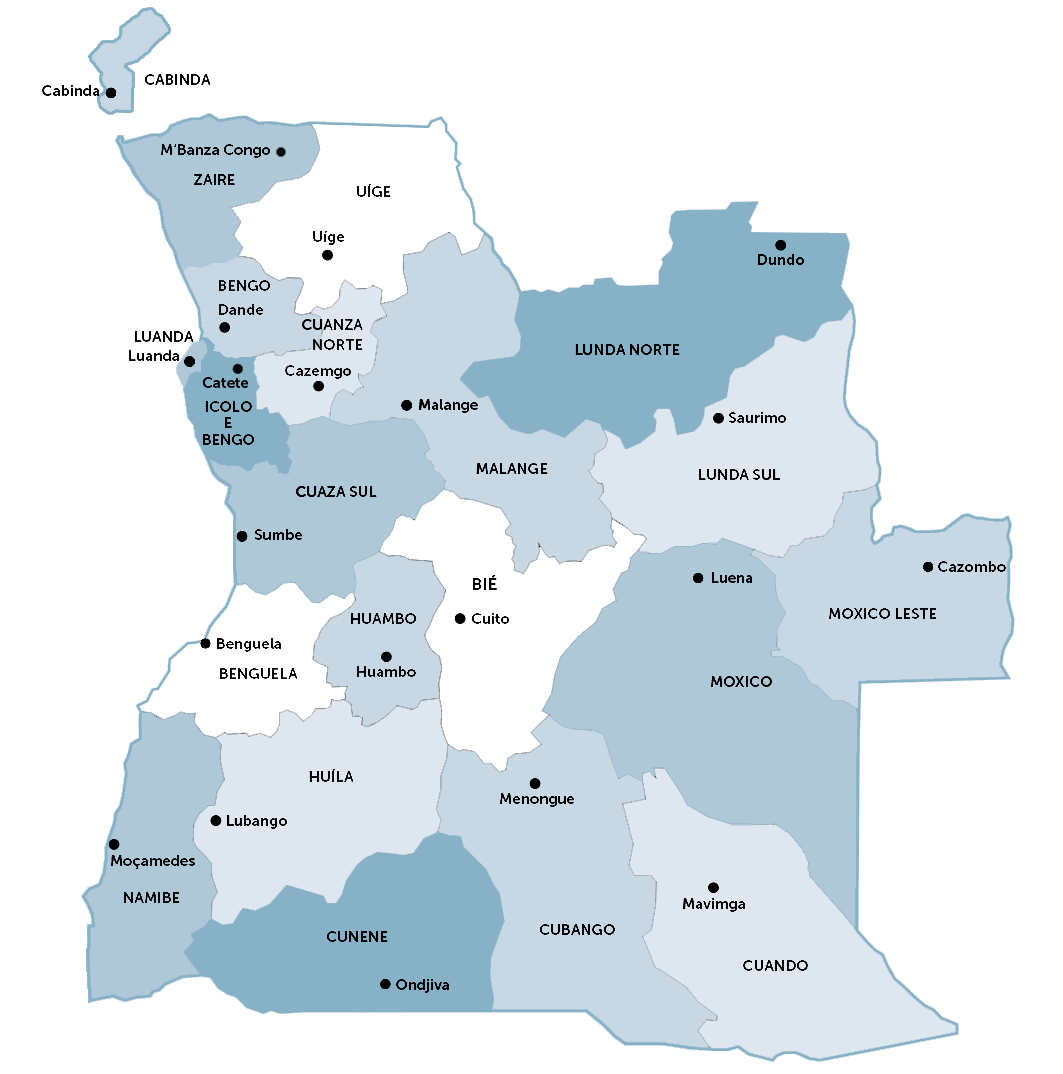 Cabinda
CABINDA
M'Banza Congo
ZAIRE
UÍGE
Uíge
Dundo
BENGO
Dande
CUANZA
NORTE
LUANDA
Luanda
LUNDA NORTE
Cazemgo
Catete
ICOLO
E
BENGO
Malange
Saurimo
MALANGE
LUNDA SUL
CUAZA SUL
Sumbe
Cazombo
Luena
BIÉ
MOXICO LESTE
HUAMBO
Cuito
Benguela
Huambo
BENGUELA
MOXICO
HUÍLA
Menongue
Lubango
Moçamedes
NAMIBE
Mavimga
CUNENE
CUBANGO
CUANDO
Ondjiva